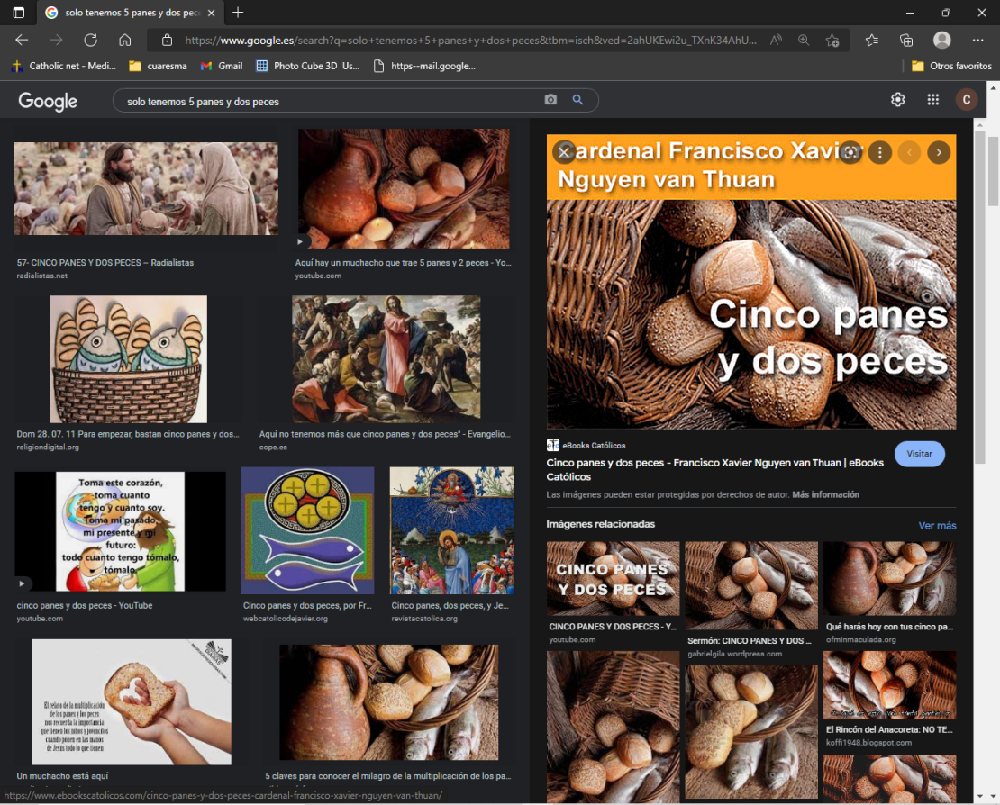 solo tenemos 5 panes y dos pec
https://www.google.es/search?q=solo+tenemos+5+panes+y+dos+peces&tbm=isch&ved=2ahUKEwi2u_TXnK34AhU...
Catholic net - Medi...
cuaresma
Gmail
Photo Cube 3D Us...
https--mail.google...
Otros favoritos
Google
solo tenemos 5 panes y dos peces
C
57- CINCO PANES Y DOS PECES – Radialistas
radialistas.net
Aquí hay un muchacho que trae 5 panes y 2 peces - Yo...
youtube.com
Dom 28. 07. 11 Para empezar, bastan cinco panes y dos...
religiondigital.org
Aquí no tenemos más que cinco panes y dos peces" - Evangelio...
cope.es
Toma este corazón,
toma cuanto
tengo y cuanto soy.
Toma mi pasado,
mi presente y mi
futuro:
todo cuanto tengo tómalo,
tómalo.
cinco panes y dos peces - YouTube
youtube.com
Cinco panes y dos peces, por Fr...
webcatolicodejavier.org
Cinco panes, dos peces, y Je...
revistacatolica.org
El relato de la multiplicación
de los panes y los peces
nos recuerda la importancia
que tienen los niños y jovencitos
cuando ponen en las manos
de Jesús todo lo que tienen
Un muchacho está aquí
5 claves para conocer el milagro de la multiplicación de los pa...
https://www.ebookscatolicos.com/cinco-panes-y-dos-peces-cardenal-francisco-xavier-nguyen-van-thuan/
ardenal Francisco Xavier
Nguyen van Thuan
Cinco panes
y dos peces
eBooks Católicos
Cinco panes y dos peces - Francisco Xavier Nguyen van Thuan | eBooks
Católicos
Visitar
Las imágenes pueden estar protegidas por derechos de autor. Más información
Imágenes relacionadas
Ver más
CINCO PANES
Y DOS PECES
CINCO PANES Y DOS PECES - Y...
youtube.com
Sermón: CINCO PANES Y DOS ...
gabrielgila.wordpress.com
Qué harás hoy con tus cinco pa...
ofminmaculada.org
El Rincón del Anacoreta: NO TE...
koffi1948.blogspot.com